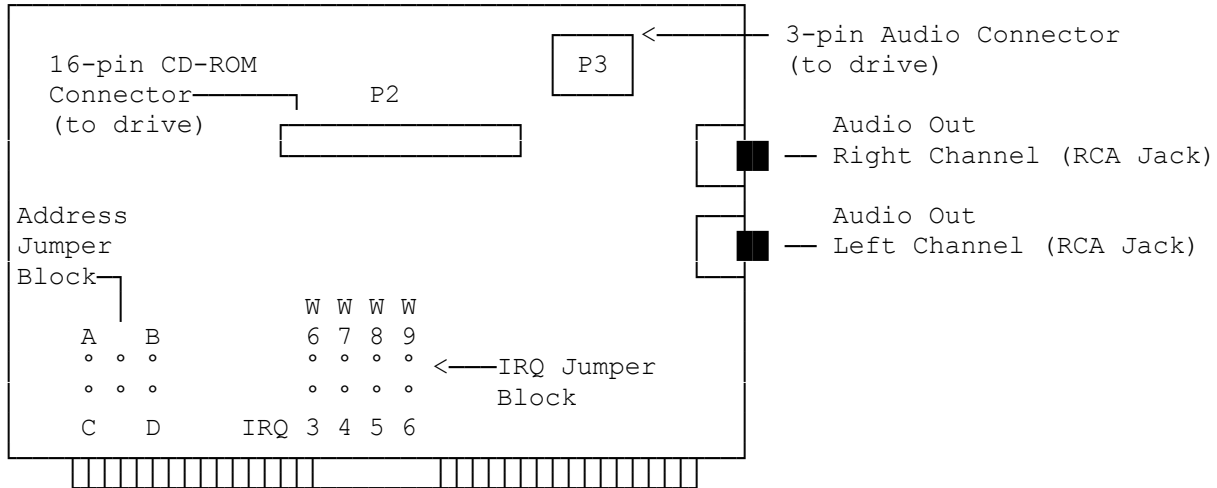 3-pin Audio Connector
(to drive)
P3
16-pin CD-ROM
Connector
(to drive)
P2
Audio Out
Right Channel (RCA Jack)
Address
Jumper
Block
Audio Out
Left Channel (RCA Jack)
W W W W
A B 6 7 8 9
IRQ Jumper
Block
C D IRQ 3 4 5 6